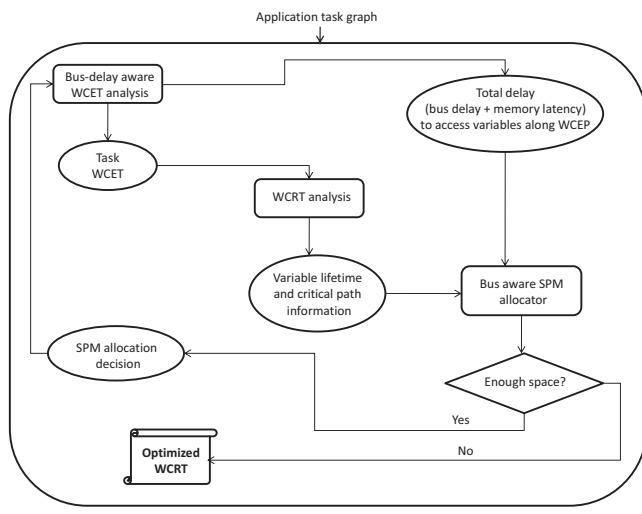 Application task graph
Bus-delay aware
WCET analysis
Total delay
(bus delay + memory latency)
to access variables along WCEP
Task
WCET
WCRT analysis
Variable lifetime
and critical path
information
Bus aware SPM
allocator
SPM allocation
decision
Enough space?
Yes
No
Optimized
WCRT